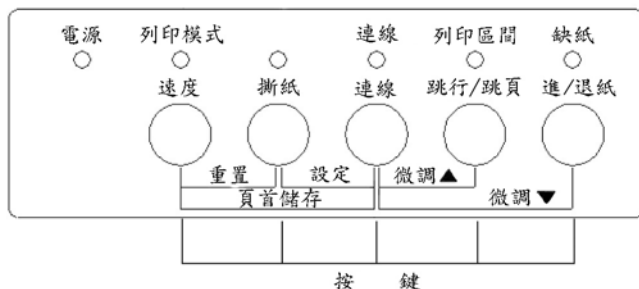 電源 列印模式 連線 列印區間 缺紙
速度 撕紙 連線 跳行/跳頁 進/退紙
重置 設定 微調▲
頁首儲存 微調▼
按 鍵